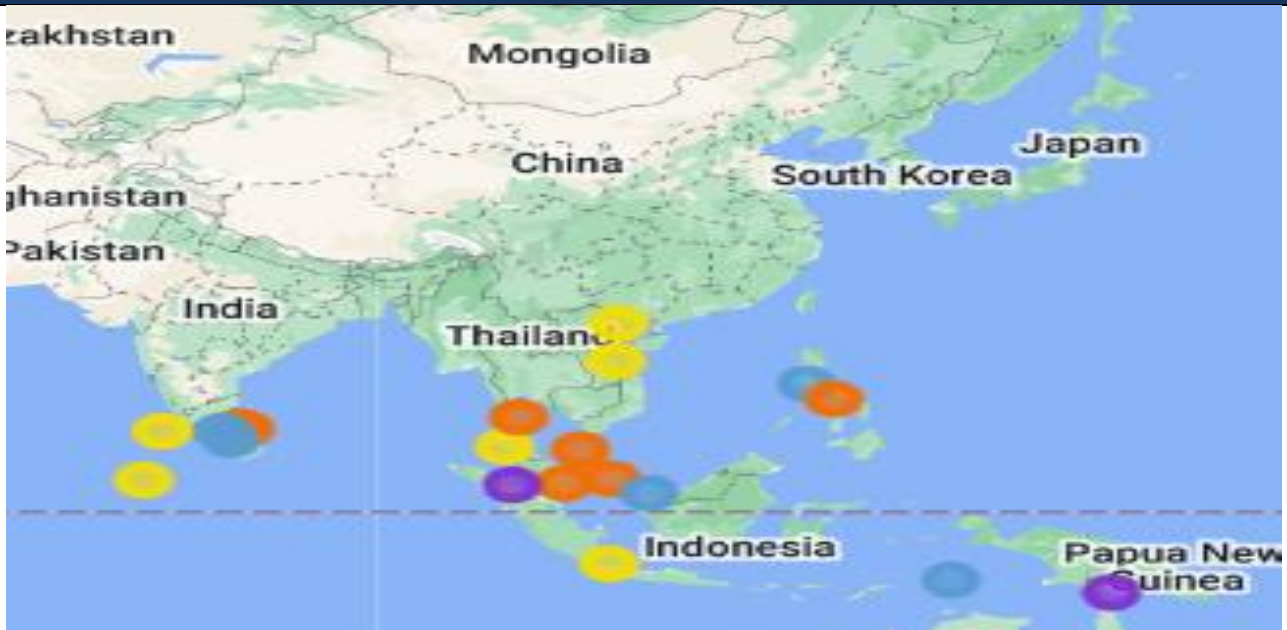 zakhstan
Mongolia
Japan
China
South Korea
ghanistan
Pakistan
India
Thailand
Indonesia
Papua New
Guinea